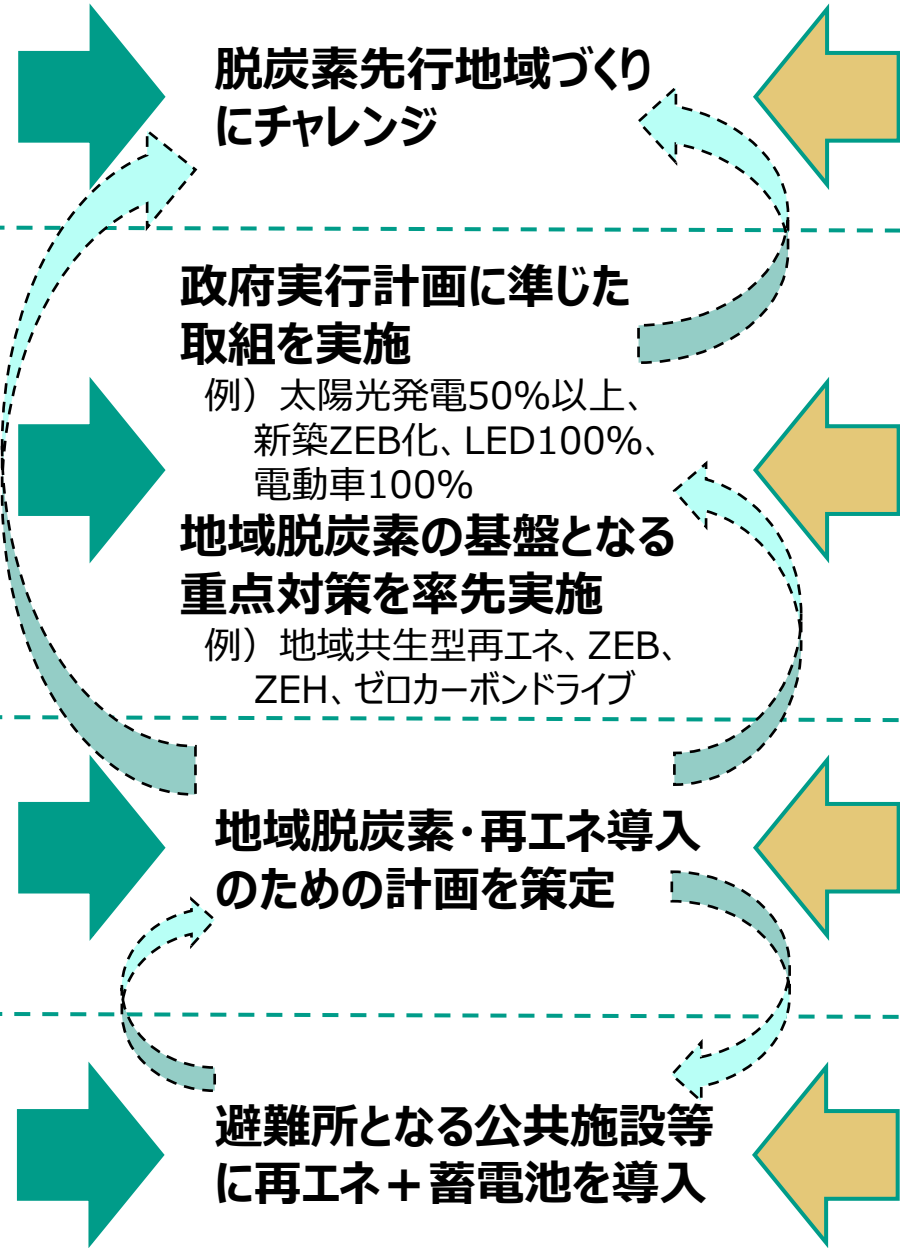 脱炭素先行地域づくり
にチャレンジ
政府実行計画に準じた
取組を実施
例）太陽光発電50%以上、
新築ZEB化、LED100%、
電動車100%
地域脱炭素の基盤となる
重点対策を率先実施
例）地域共生型再エネ、ZEB、
ZEH、ゼロカーボンドライブ
地域脱炭素・再エネ導入
のための計画を策定
避難所となる公共施設等
に再エネ＋蓄電池を導入